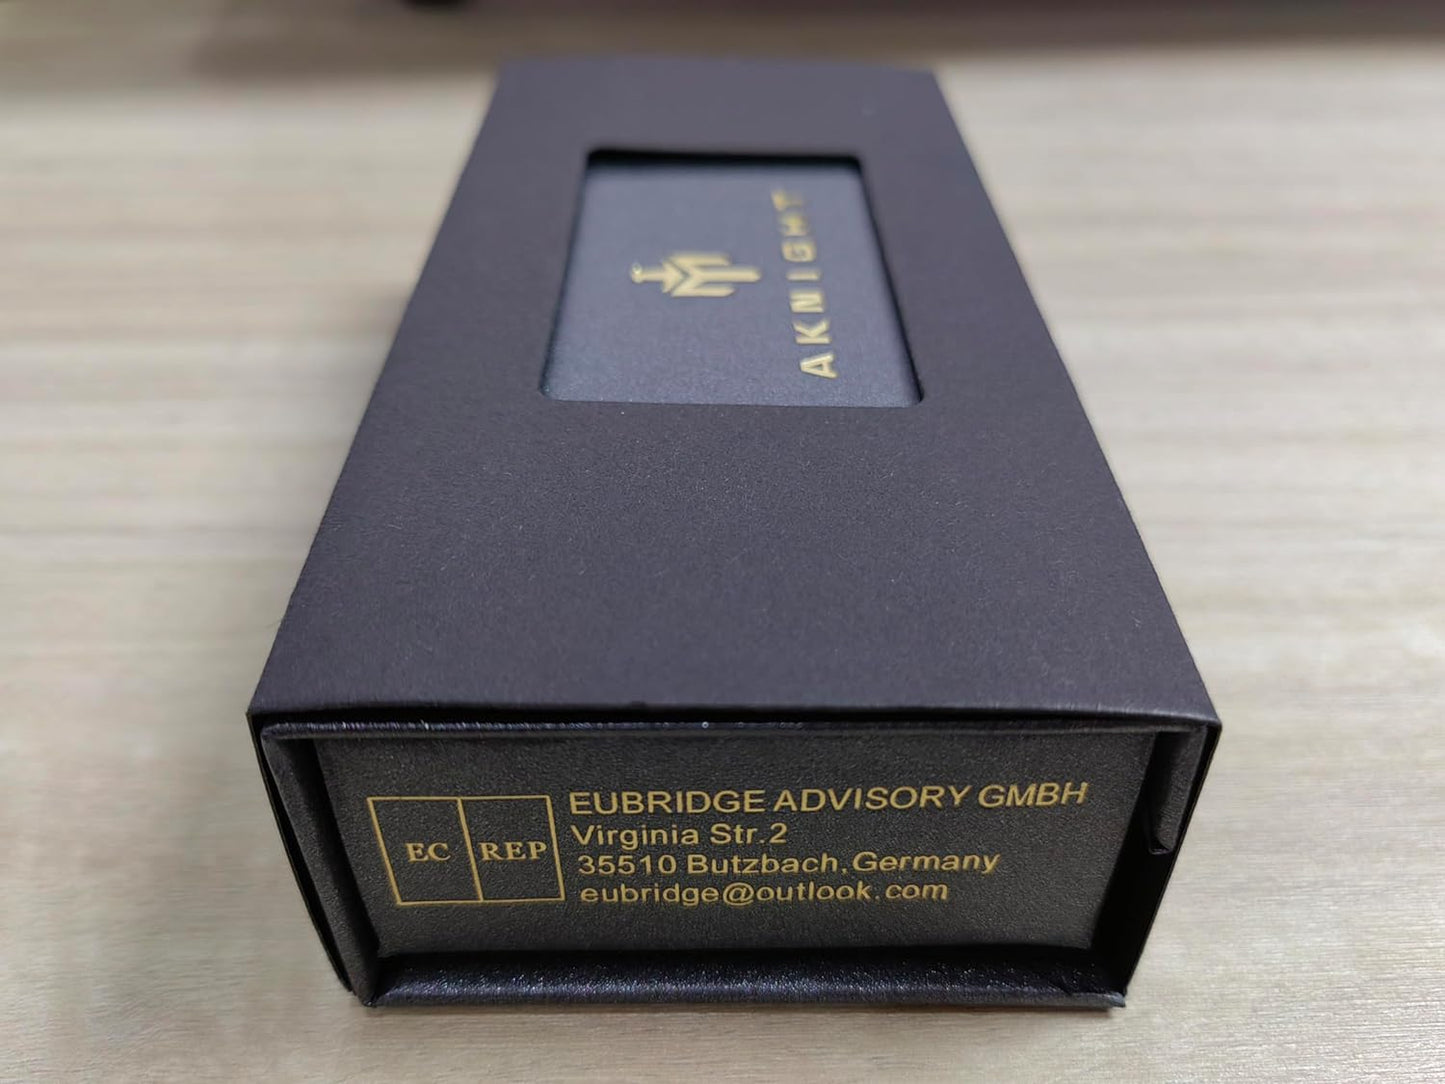 AKNIGHT
EC REP
EUBRIDGE ADVISORY GMBH
Virginia Str.2
35510 Butzbach,Germany
eubridge@outlook.com